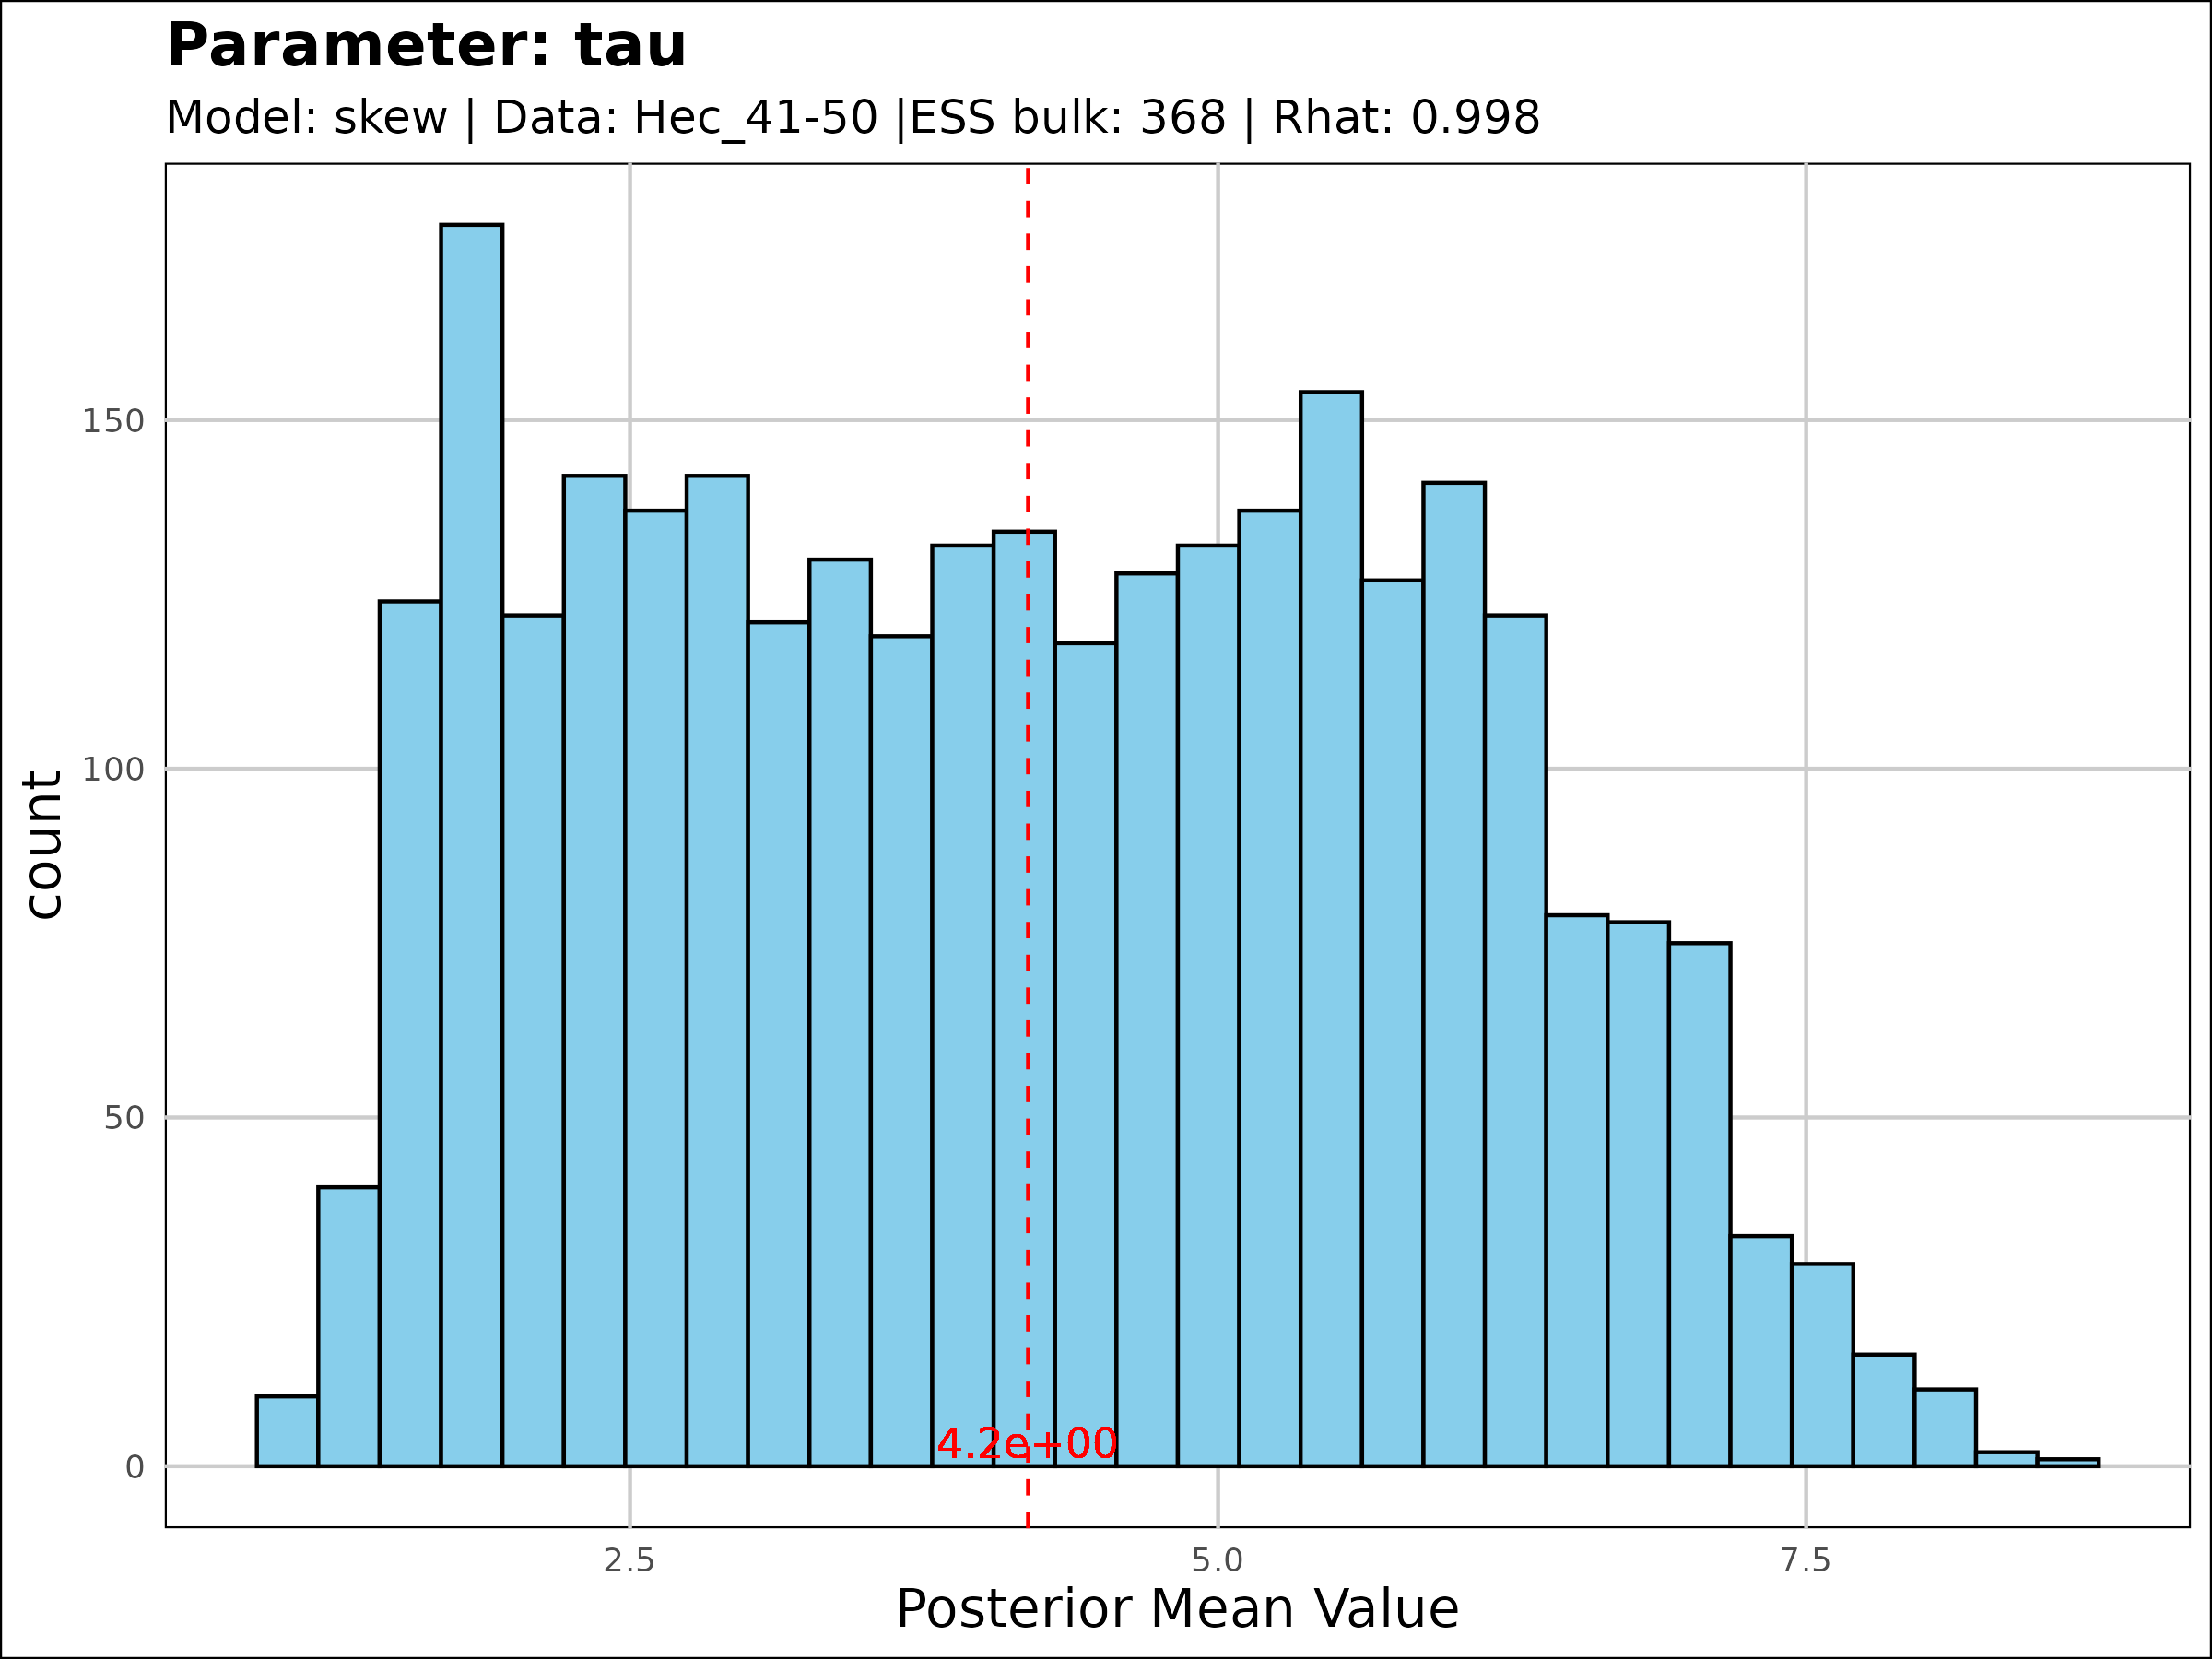 Parameter: tau
Model: skew | Data: Hec_41-50 |ESS bulk: 368 | Rhat: 0.998
150
100
50
0
count
4.2e+00
2.5 5.0 7.5
Posterior Mean Value